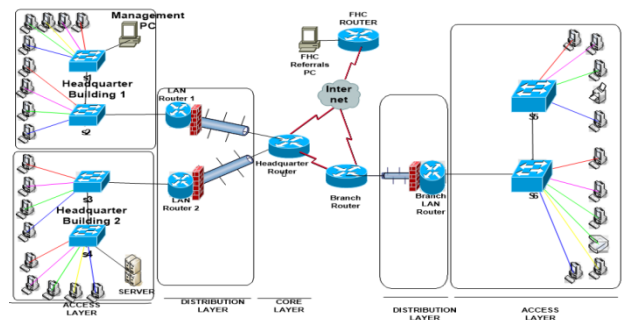 Management
PC
s1
Headquarter
Building 1
s2
LAN
Router 1
FHC
ROUTER
FHC
Referrals
PC
Inter
net
Headquarter
Router
s3
Headquarter
Building 2
s4
SERVER
LAN
Router 2
Branch
Router
Branch
LAN
Router
S5
S6
ACCESS
LAYER
DISTRIBUTION
LAYER
CORE
LAYER
DISTRIBUTION
LAYER
ACCESS
LAYER